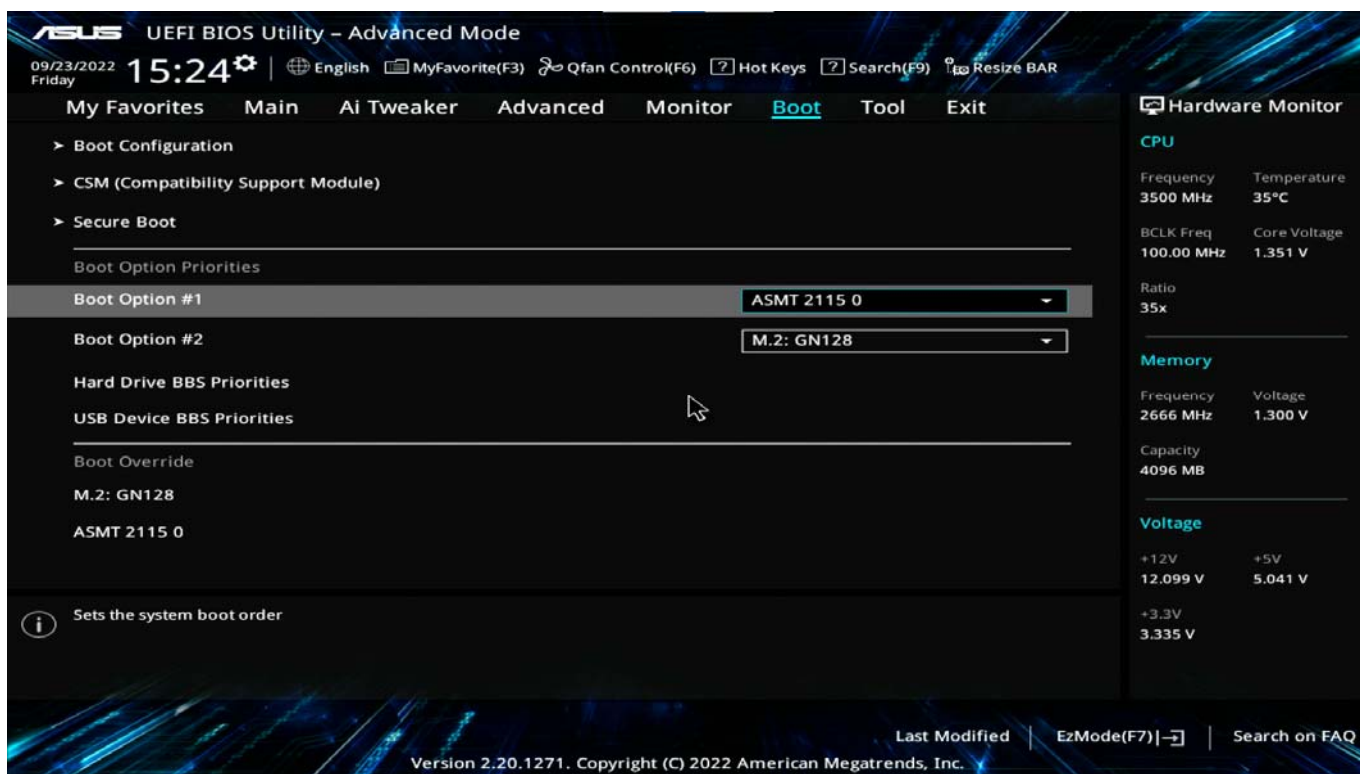 ASUS UEFI BIOS Utility – Advanced Mode
09/23/2022 Friday 15:24 English MyFavorite(F3) Qfan Control(F6) ? Hot Keys ? Search(F9) Resize BAR
My Favorites Main Ai Tweaker Advanced Monitor Boot Tool Exit
Boot Configuration
CSM (Compatibility Support Module)
Secure Boot
Boot Option Priorities
Boot Option #1 ASMT 2115 0
Boot Option #2 M.2: GN128
Hard Drive BBS Priorities
USB Device BBS Priorities
Boot Override
M.2: GN128
ASMT 2115 0
Sets the system boot order
Hardware Monitor
CPU
Frequency Temperature
3500 MHz 35°C
BCLK Freq Core Voltage
100.00 MHz 1.351 V
Ratio
35x
Memory
Frequency Voltage
2666 MHz 1.300 V
Capacity
4096 MB
Voltage
+12V +5V
12.099 V 5.041 V
+3.3V
3.335 V
Last Modified EzMode(F7) Search on FAQ
Version 2.20.1271. Copyright (C) 2022 American Megatrends, Inc.